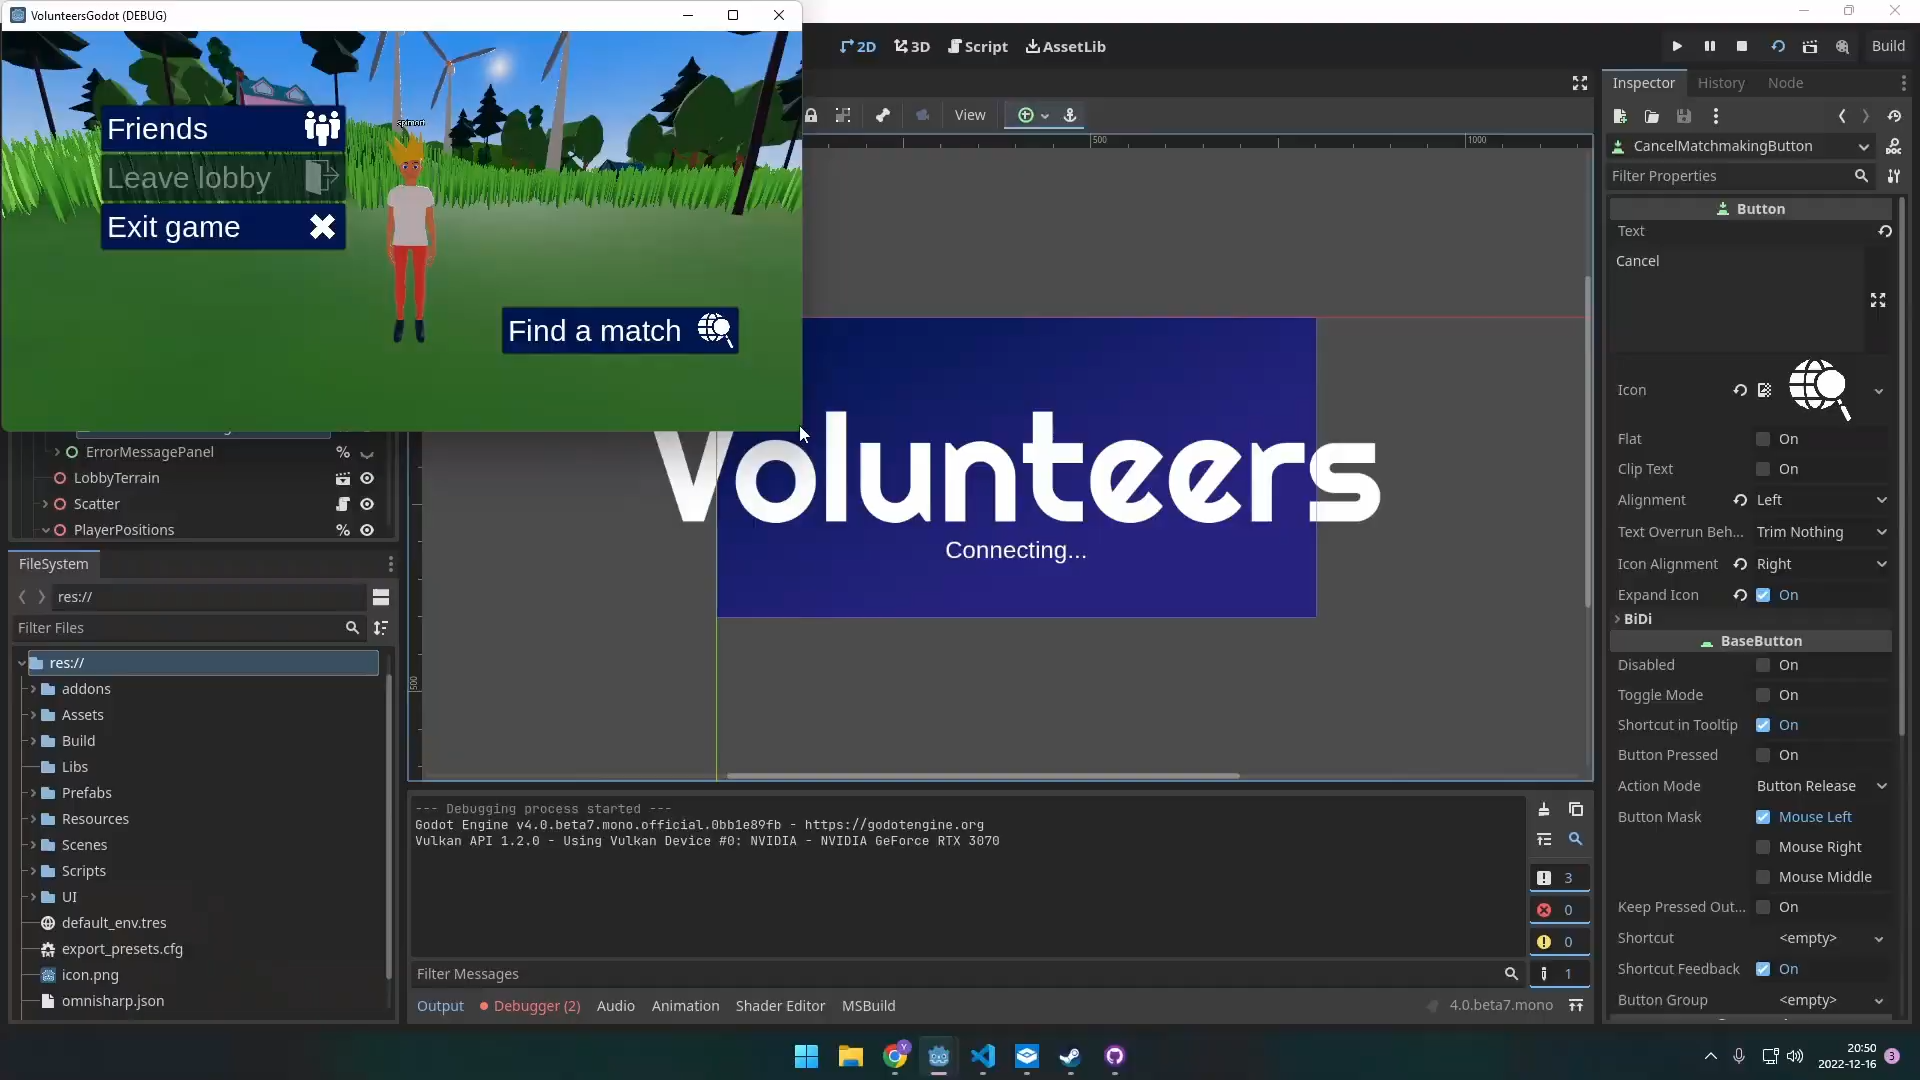 VolunteersGodot (DEBUG)
Friends
Leave lobby
Exit game
Find a match
2D
3D
Script
AssetLib
Build
View
500
1000
500
Volunteers
Connecting...
ErrorMessagePanel
%
LobbyTerrain
Scatter
PlayerPositions
%
FileSystem
res://
Filter Files
res://
addons
Assets
Build
Libs
Prefabs
Resources
Scenes
Scripts
UI
default_env.tres
export_presets.cfg
icon.png
omnisharp.json
--- Debugging process started ---
Godot Engine v4.0.beta7.mono.official.0bb1e89fb - https://godotengine.org
Vulkan API 1.2.0 - Using Vulkan Device #0: NVIDIA - NVIDIA GeForce RTX 3070
3
0
0
1
Filter Messages
Output
Debugger (2)
Audio
Animation
Shader Editor
MSBuild
4.0.beta7.mono
Inspector
History
Node
CancelMatchmakingButton
DOC
Filter Properties
Button
Text
Cancel
Icon
Flat
On
Clip Text
On
Alignment
Left
Text Overrun Beh...
Trim Nothing
Icon Alignment
Right
Expand Icon
On
BiDi
BaseButton
Disabled
On
Toggle Mode
On
Shortcut in Tooltip
On
Button Pressed
On
Action Mode
Button Release
Button Mask
Mouse Left
Mouse Right
Mouse Middle
Keep Pressed Out...
On
Shortcut
<empty>
Shortcut Feedback
On
Button Group
<empty>
20:50
2022-12-16
3